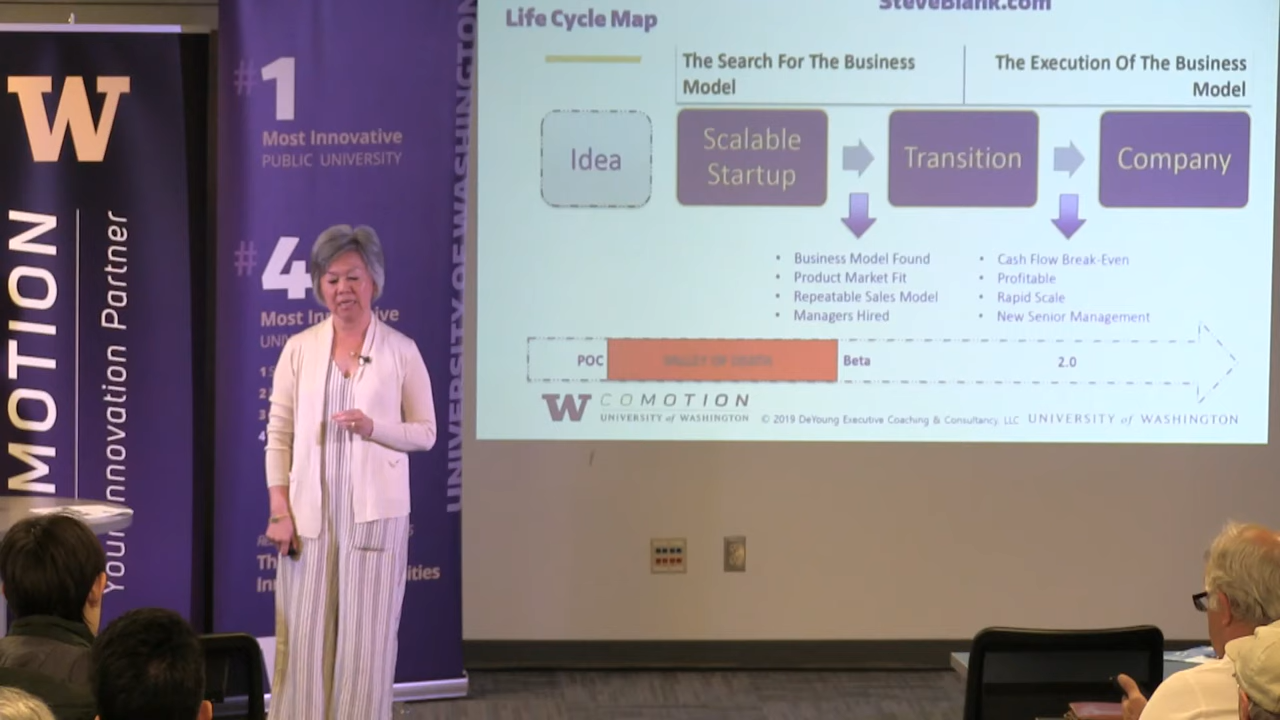 W
MOTION
Your Innovation Partner
#1
Most Innovative
PUBLIC UNIVERSITY
#4
Most
UNIVERSITY OF WASHINGTON
SteveBlank.com
Life Cycle Map
The Search For The Business
Model
The Execution Of The Business
Model
Idea
Scalable
Startup
Transition
Company
• Business Model Found
• Product Market Fit
• Repeatable Sales Model
• Managers Hired
• Cash Flow Break-Even
• Profitable
• Rapid Scale
• New Senior Management
POC
Beta
2.0
W COMOTION
UNIVERSITY of WASHINGTON
© 2019 DeYoung Executive Coaching & Consultancy, LLC
UNIVERSITY of WASHINGTON